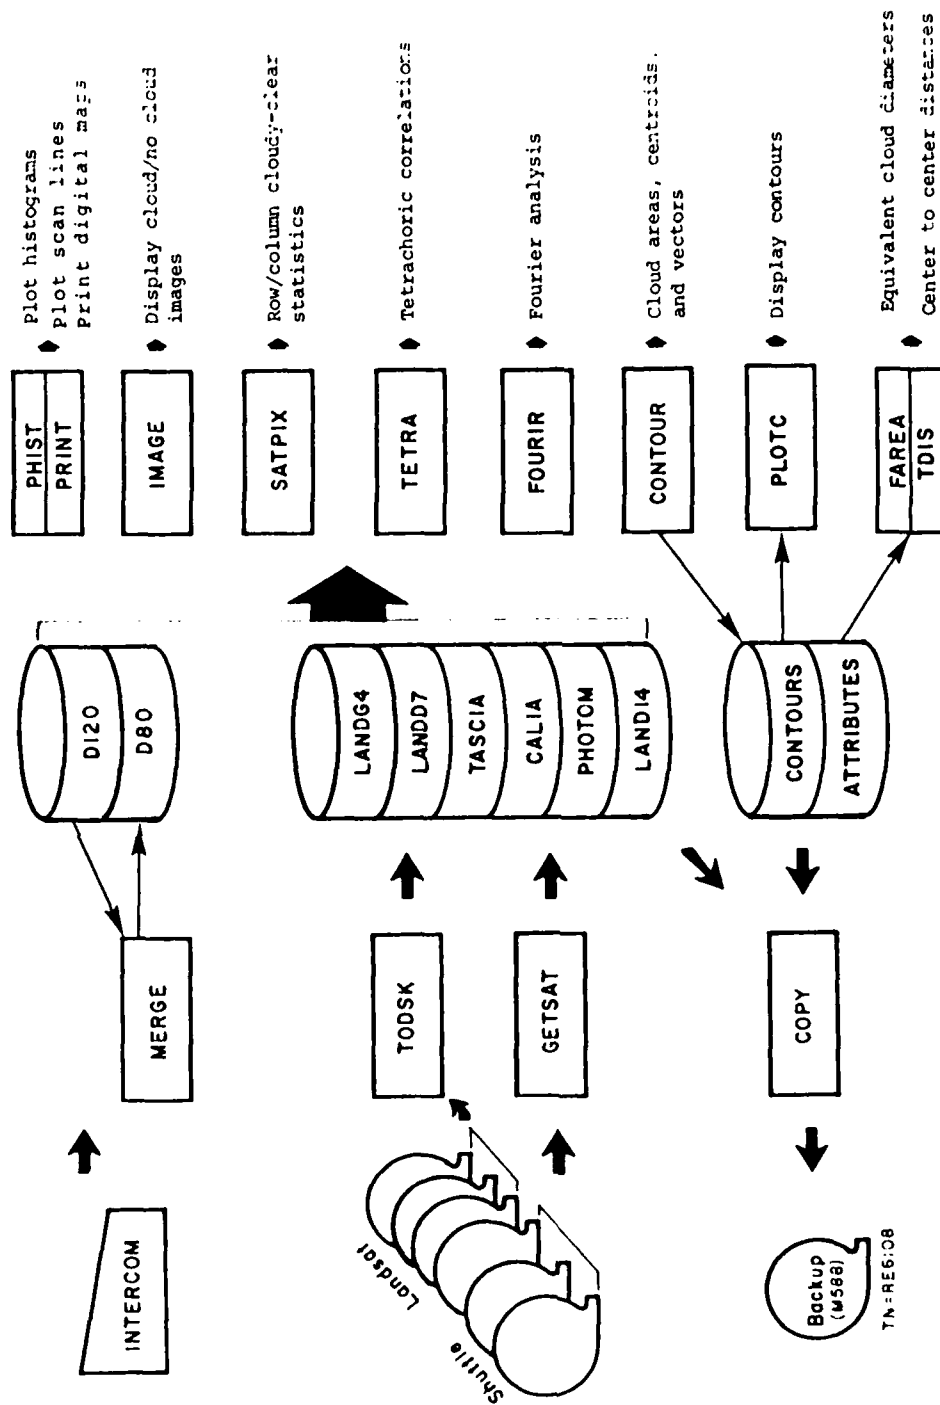 INTERCOM
MERGE
D120
D80
PHIST
PRINT
Plot histograms
Plot scan lines
Print digital maps
IMAGE
Display cloud/no cloud
images
SATPIX
Row/column cloudy-clear
statistics
Landsat
Shuttle
TODSK
GETSAT
LANDG4
LANDD7
TASCIA
CALIA
PHOTOM
LAND14
TETRA
Tetrachoric correlations
FOURIR
Fourier analysis
CONTOUR
Cloud areas, centroids,
and vectors
Backup
(M588)
TN=RE6:08
COPY
CONTOURS
ATTRIBUTES
PLOTC
Display contours
FAREA
TDIS
Equivalent cloud diameters
Center to center distances